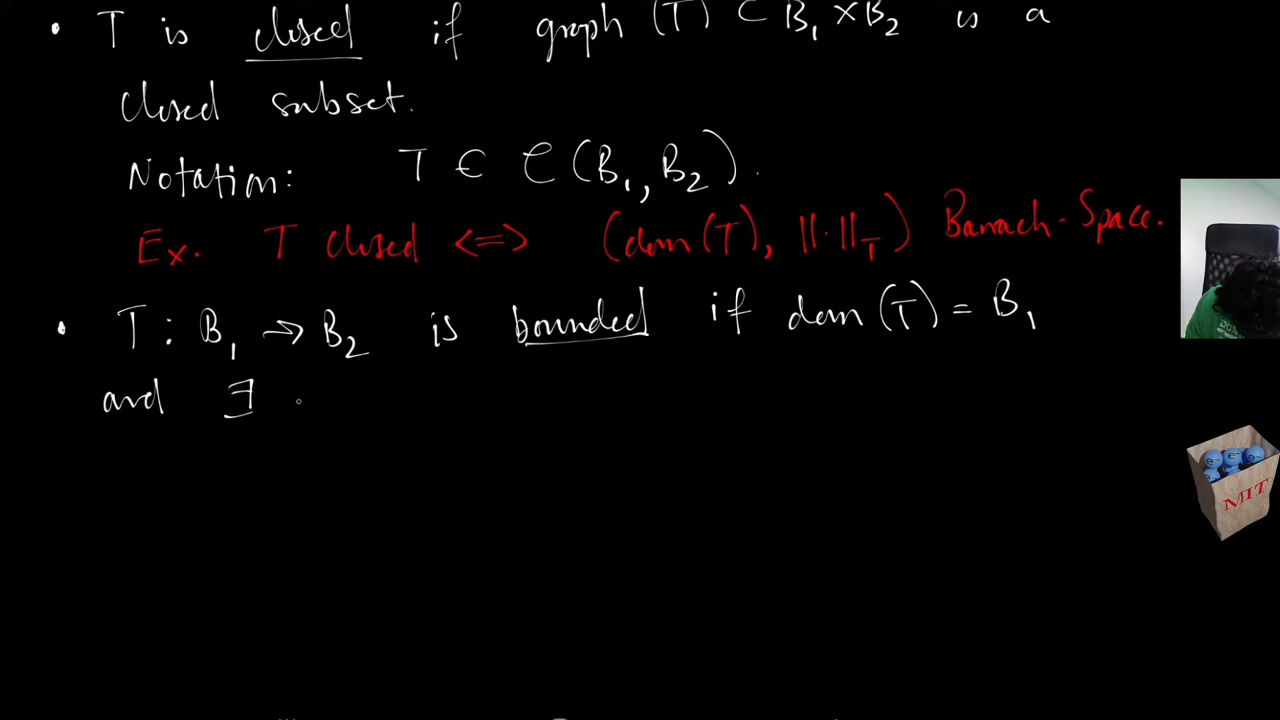 • T is closed if graph (T) ⊂ B₁ × B₂ is a
closed subset.
Notation: T ∈ C(B₁, B₂).
Ex. T closed <=> (dom(T), ||·||_T) Banach-Space.
• T : B₁ → B₂ is bounded if dom(T) = B₁
and ∃
e⁻ e⁻ e⁻
MIT